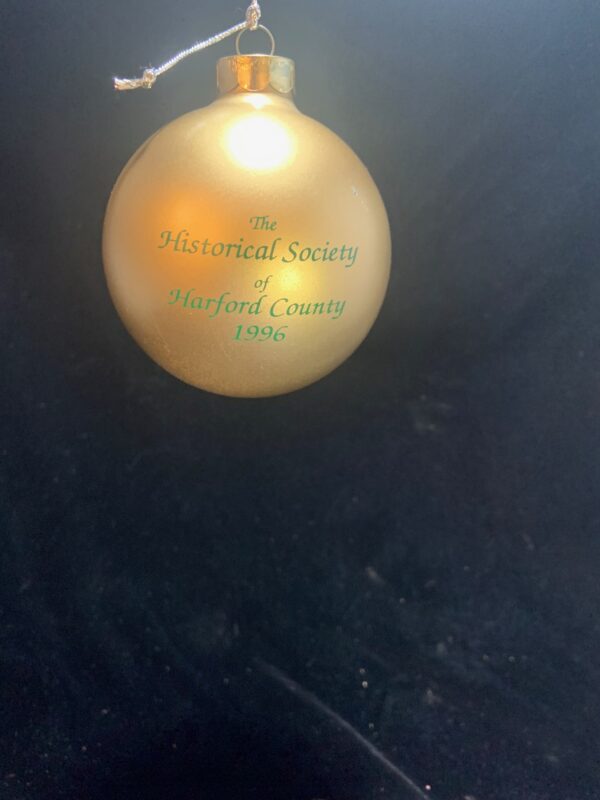 The
Historical Society
of
Harford County
1996